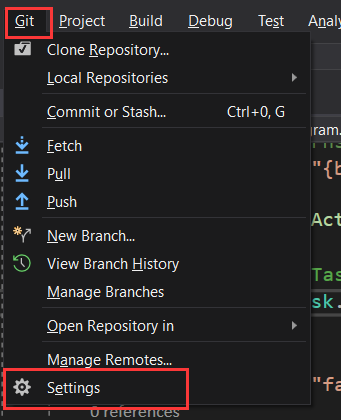 Git Project Build Debug Test Analy
Clone Repository...
Local Repositories
gram.
Commit or Stash... Ctrl+0, G
"{b
Fetch
Pull
Act
Push
New Branch...
View Branch History
Tas
Manage Branches
sk.
Open Repository in
Manage Remotes...
"fa
Settings
0 references